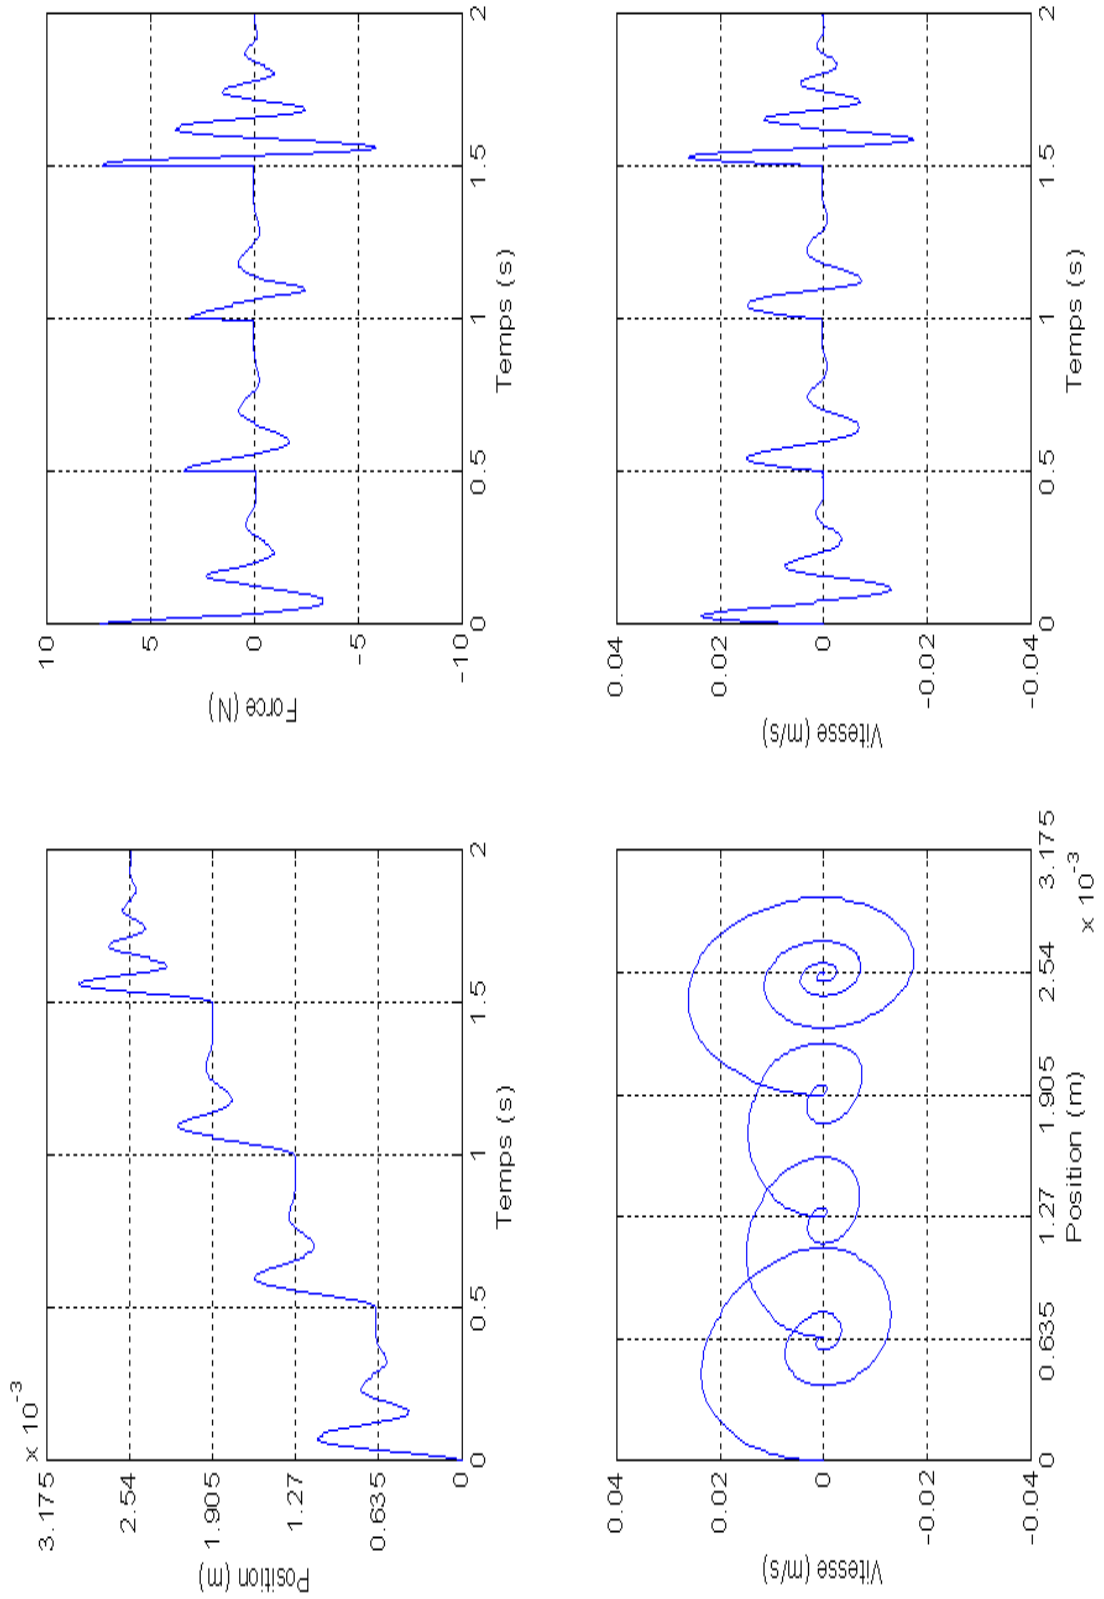 x 10^-3
3.175
2.54
1.905
1.27
0.635
0
Position (m)
0 0.5 1 1.5 2
Temps (s)
10
5
0
-5
-10
Force (N)
0 0.5 1 1.5 2
Temps (s)
0.04
0.02
0
-0.02
-0.04
Vitesse (m/s)
0 0.635 1.27 1.905 2.54 3.175
Position (m)
x 10^-3
0.04
0.02
0
-0.02
-0.04
Vitesse (m/s)
0 0.5 1 1.5 2
Temps (s)